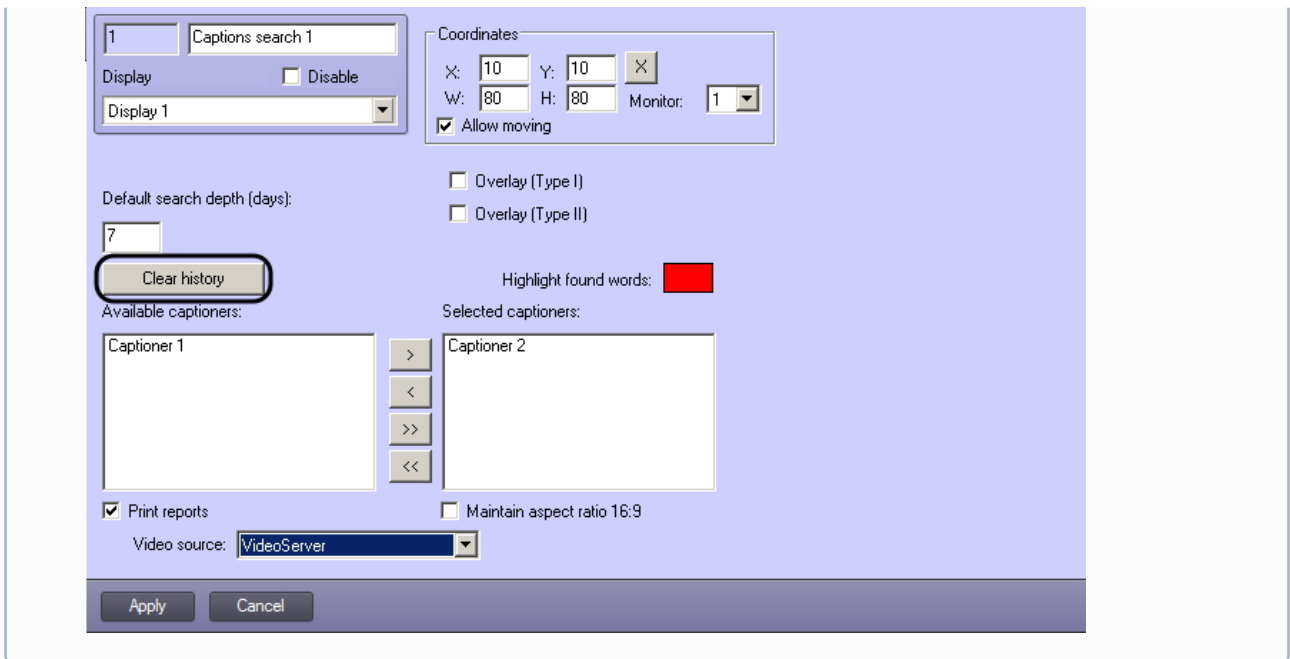 1
Captions search 1
Display
Disable
Display 1
Coordinates
X: 10 Y: 10 X
W: 80 H: 80 Monitor: 1
Allow moving
Default search depth (days):
7
Overlay (Type I)
Overlay (Type II)
Clear history
Highlight found words:
Available captioners:
Selected captioners:
Captioner 1
Captioner 2
>
<
>>
<<
Print reports
Maintain aspect ratio 16:9
Video source: VideoServer
Apply Cancel